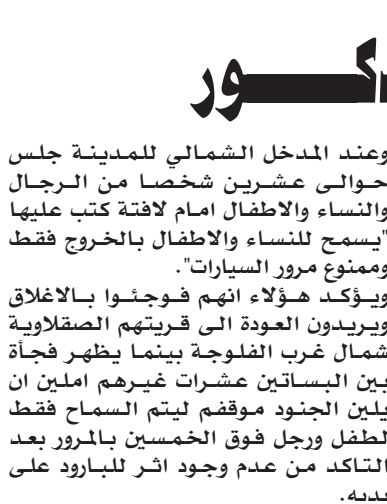 ـكـــور
وعند المدخل الشمالي للمدينة جلس
حوالى عشرين شخصا من الرجال
والنساء والاطفال امام لافتة كتب عليها
"يسمح للنساء والاطفال بالخروج فقط
وممنوع مرور السيارات".
ويؤكد هؤلاء انهم فوجئوا بالاغلاق
ويريدون العودة الى قريتهم الصقلاوية
شمال غرب الفلوجة بينما يظهر فجأة
بين البساتين عشرات غيرهم املين ان
يلين الجنود موقفم ليتم السماح فقط
لطفل ورجل فوق الخمسين بالمرور بعد
التاكد من عدم وجود اثر للبارود على
يديه.